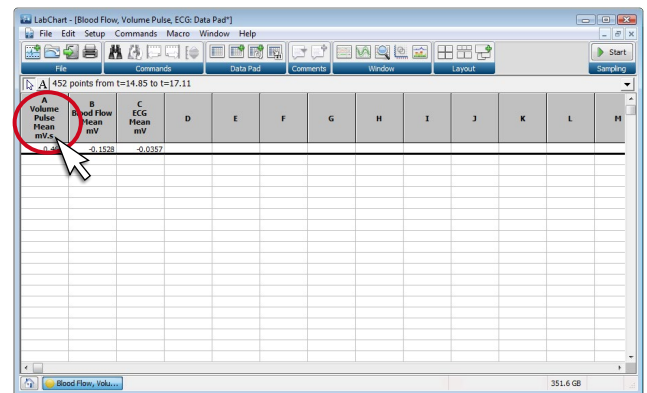 LabChart - [Blood Flow, Volume Pulse, ECG: Data Pad*]
File Edit Setup Commands Macro Window Help
Start
File Commands Data Pad Comments Window Layout Sampling
A 452 points from t=14.85 to t=17.11
A
Volume
Pulse
Mean
mV.s
B
Blood Flow
Mean
mV
C
ECG
Mean
mV
D E F G H I J K L M
-0.1528 -0.0357
Blood Flow, Volu... 351.6 GB